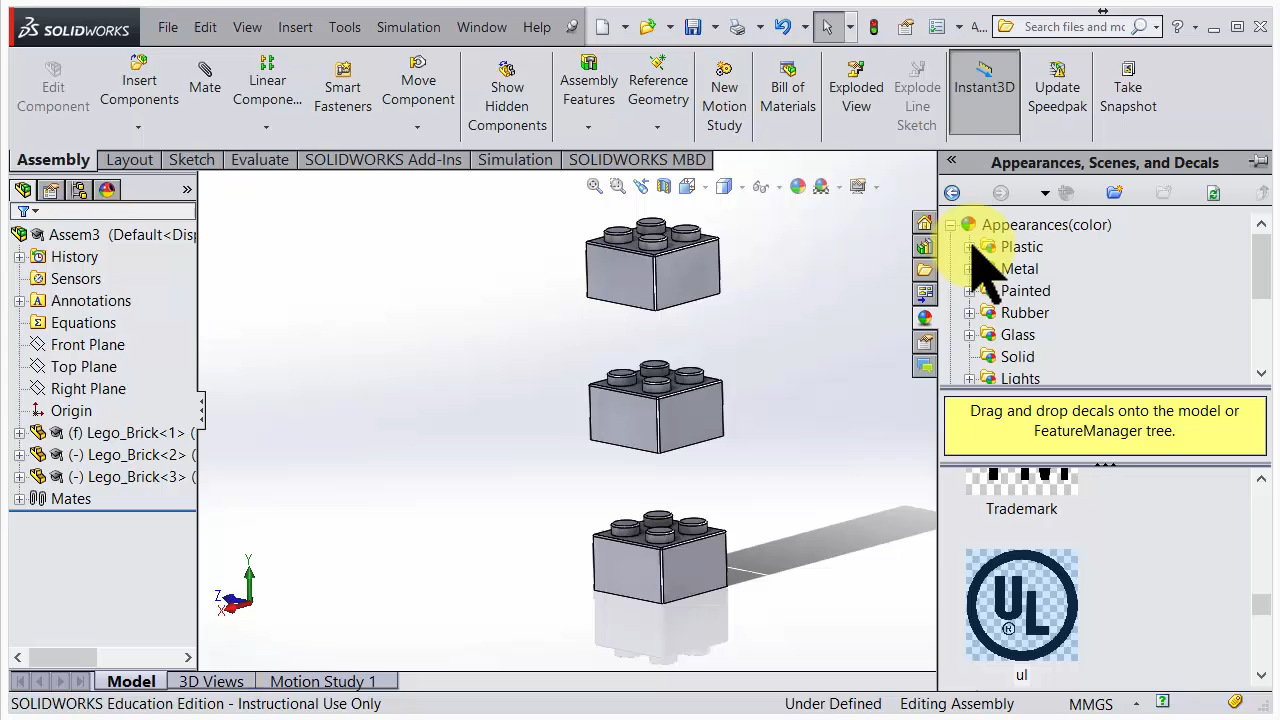 SOLIDWORKS File Edit View Insert Tools Simulation Window Help A... Search files and mc
Edit Component
Insert Components
Mate
Linear Compone...
Smart Fasteners
Move Component
Show Hidden Components
Assembly Features
Reference Geometry
New Motion Study
Bill of Materials
Exploded View
Explode Line Sketch
Instant3D
Update Speedpak
Take Snapshot
Assembly Layout Sketch Evaluate SOLIDWORKS Add-Ins Simulation SOLIDWORKS MBD
Assem3 (Default<Disp
History
Sensors
Annotations
Equations
Front Plane
Top Plane
Right Plane
Origin
(f) Lego_Brick<1> (
(-) Lego_Brick<2> (
(-) Lego_Brick<3> (
Mates
Y
Z
X
Appearances, Scenes, and Decals
Appearances(color)
Plastic
Metal
Painted
Rubber
Glass
Solid
Lights
Drag and drop decals onto the model or
FeatureManager tree.
Trademark
UL
®
ul
Model 3D Views Motion Study 1
SOLIDWORKS Education Edition - Instructional Use Only Under Defined Editing Assembly MMGS